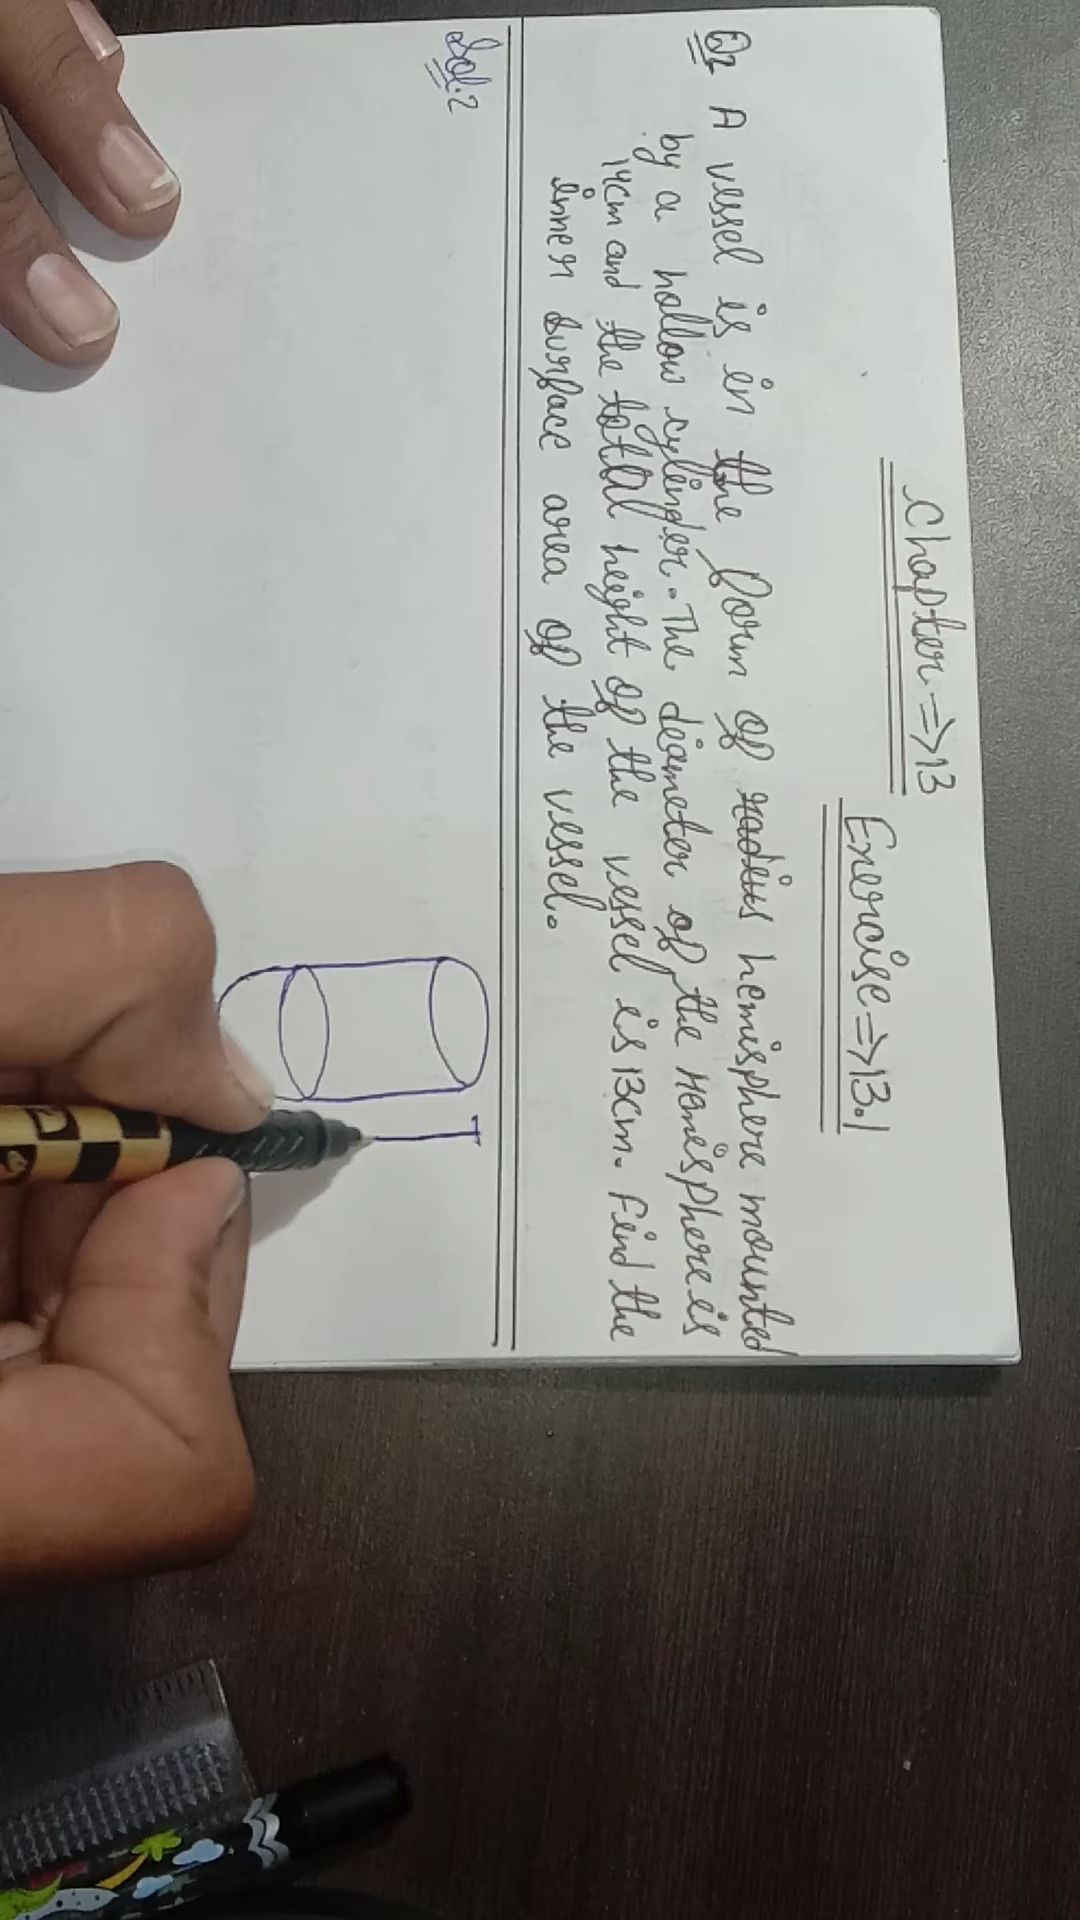 Chapter => 13
Exercise => 13.1
Q2 A vessel is in the form of radius hemisphere mounted
by a hollow cylinder. The diameter of the Hemisphere is
14cm and the total height of the vessel is 13cm. Find the
inner surface area of the vessel.
Sol:2